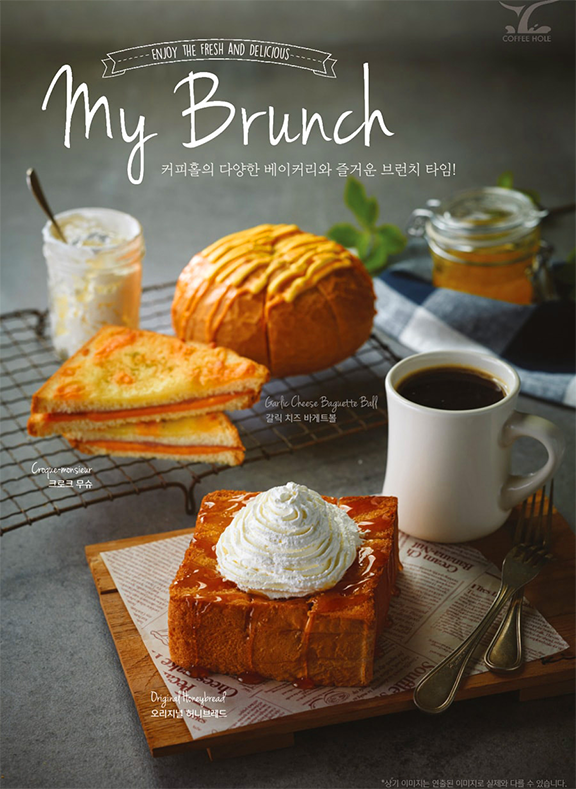 COFFEE HOLE
ENJOY THE FRESH AND DELICIOUS
My Brunch
커피홀의 다양한 베이커리와 즐거운 브런치 타임!
Garlic Cheese Baguette Ball
갈릭 치즈 바게트볼
Croque-monsieur
크로크 무슈
Original Honeybread
오리지널 허니브레드
*상기 이미지는 연출된 이미지로 실제와 다를 수 있습니다.